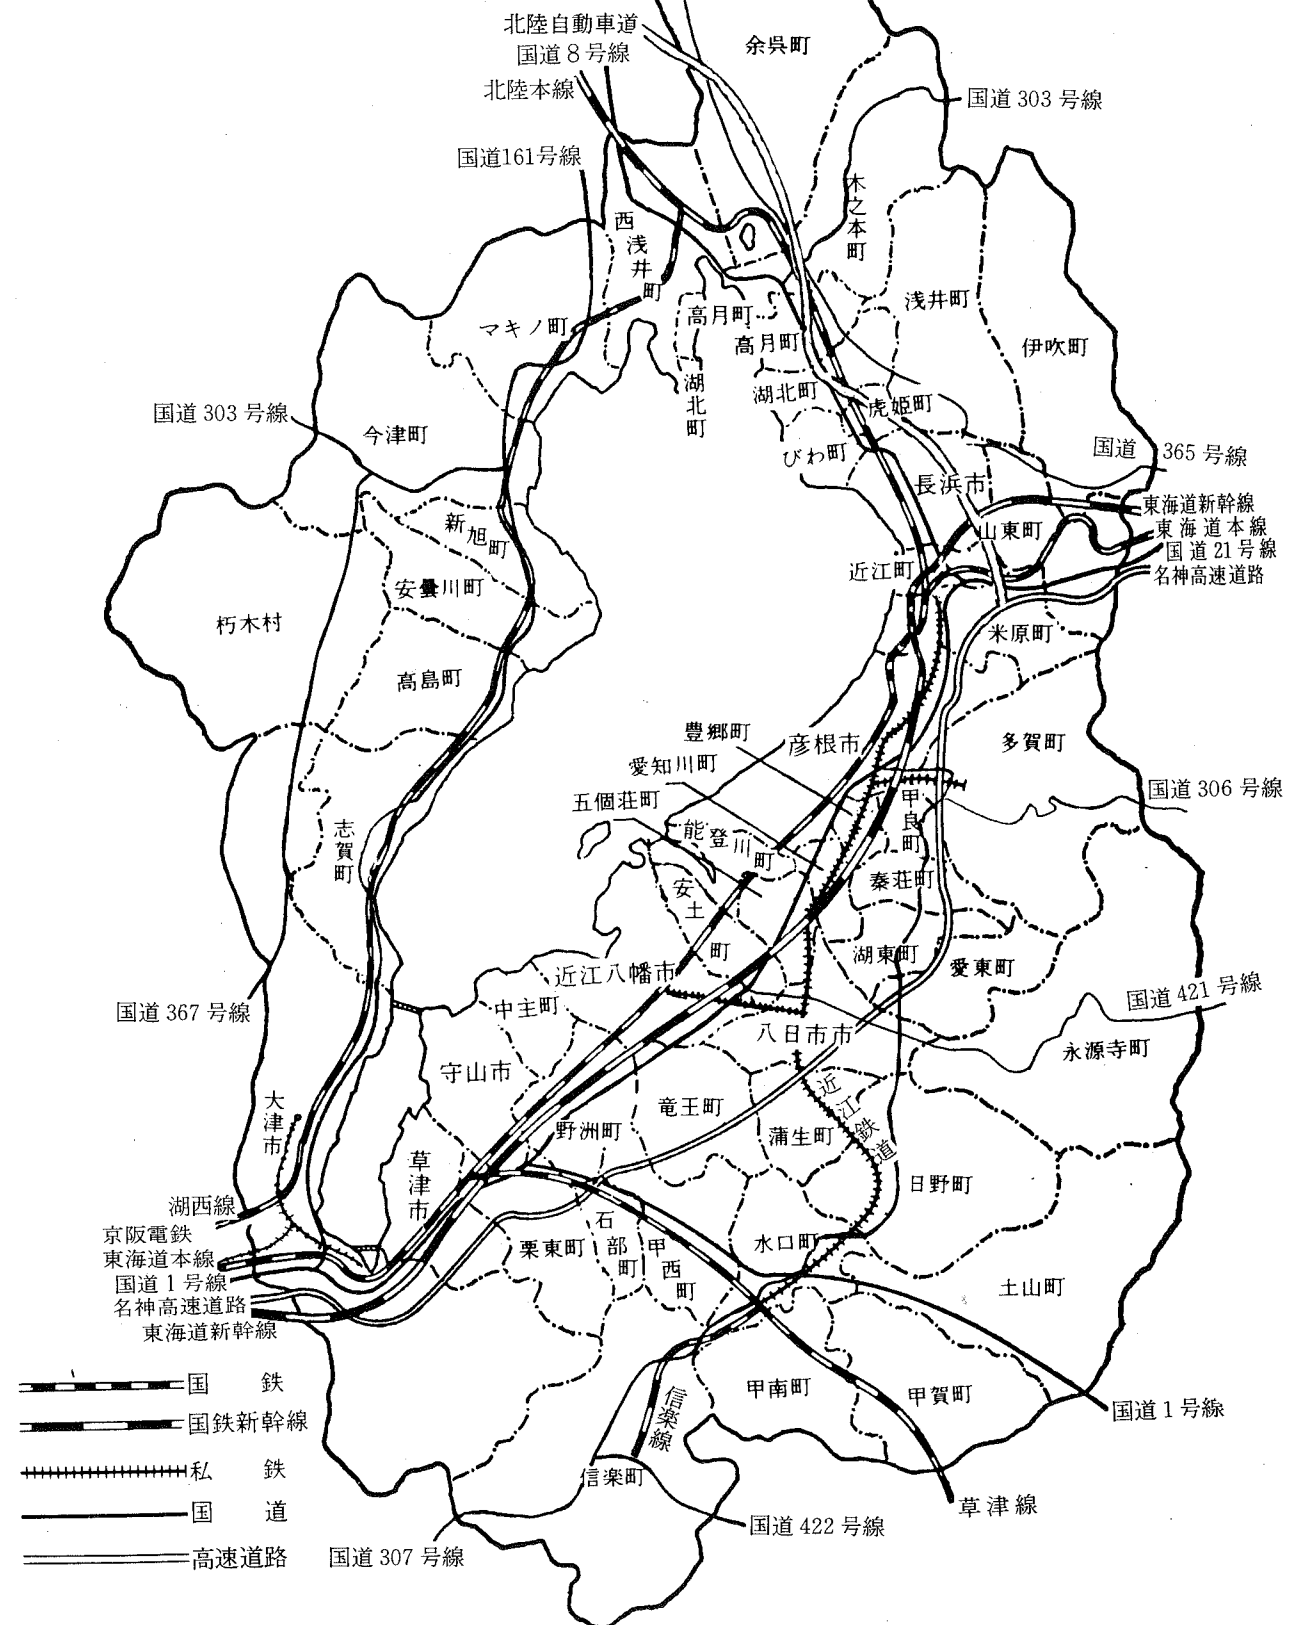 北陸自動車道
国道8号線
北陸本線
国道161号線
余呉町
国道303号線
木之本町
西浅井町
浅井町
伊吹町
マキノ町
高月町
高月町
湖北町
湖北町
虎姫町
びわ町
国道303号線
今津町
国道365号線
長浜市
東海道新幹線
東海道本線
国道21号線
名神高速道路
山東町
新旭町
近江町
安曇川町
朽木村
米原町
高島町
豊郷町
彦根市
多賀町
愛知川町
五個荘町
国道306号線
甲良町
能登川町
志賀町
秦荘町
安土町
湖東町
愛東町
近江八幡市
中主町
国道421号線
国道367号線
八日市市
永源寺町
守山市
近江鉄道
大津市
竜王町
野洲町
蒲生町
草津市
日野町
湖西線
京阪電鉄
東海道本線
国道1号線
名神高速道路
東海道新幹線
栗東町
石部町
甲西町
水口町
土山町
国鉄
国鉄新幹線
私鉄
国道
高速道路
甲南町
甲賀町
国道1号線
信楽線
信楽町
草津線
国道422号線
国道307号線